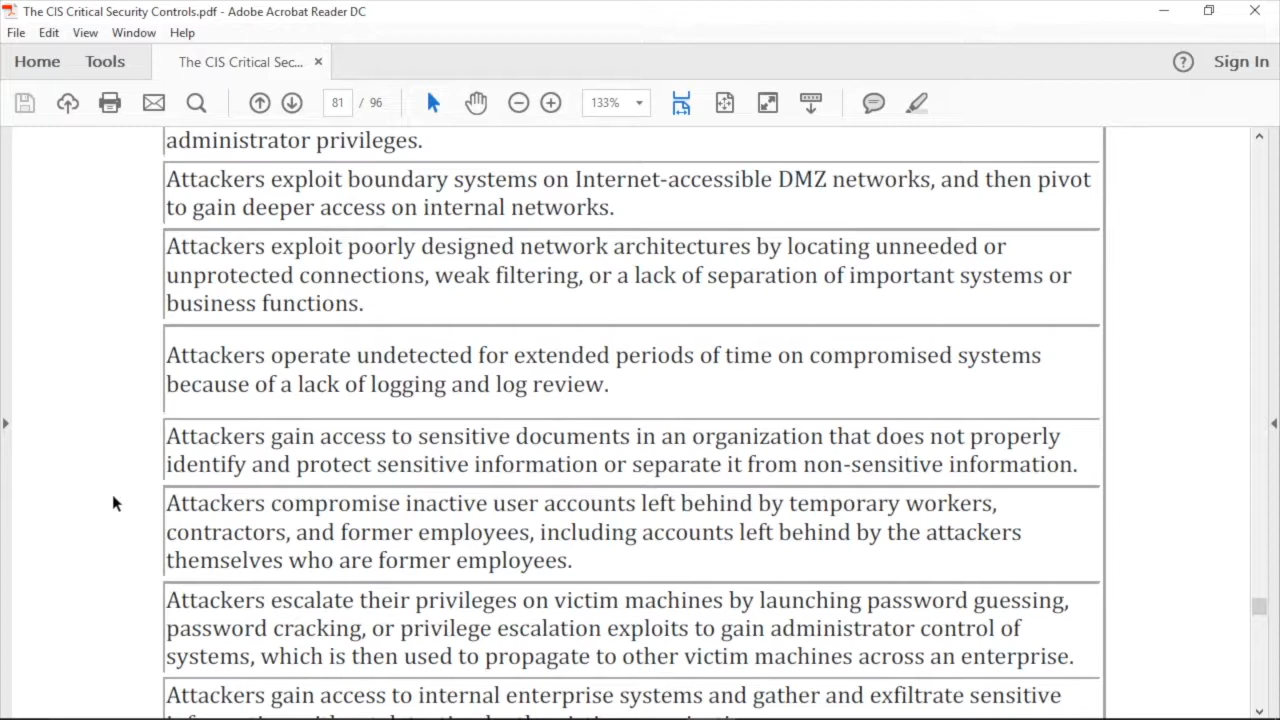 The CIS Critical Security Controls.pdf - Adobe Acrobat Reader DC
File Edit View Window Help
Home Tools The CIS Critical Sec... × ? Sign In
81 / 96 133%
administrator privileges.
Attackers exploit boundary systems on Internet-accessible DMZ networks, and then pivot
to gain deeper access on internal networks.
Attackers exploit poorly designed network architectures by locating unneeded or
unprotected connections, weak filtering, or a lack of separation of important systems or
business functions.
Attackers operate undetected for extended periods of time on compromised systems
because of a lack of logging and log review.
Attackers gain access to sensitive documents in an organization that does not properly
identify and protect sensitive information or separate it from non-sensitive information.
Attackers compromise inactive user accounts left behind by temporary workers,
contractors, and former employees, including accounts left behind by the attackers
themselves who are former employees.
Attackers escalate their privileges on victim machines by launching password guessing,
password cracking, or privilege escalation exploits to gain administrator control of
systems, which is then used to propagate to other victim machines across an enterprise.
Attackers gain access to internal enterprise systems and gather and exfiltrate sensitive